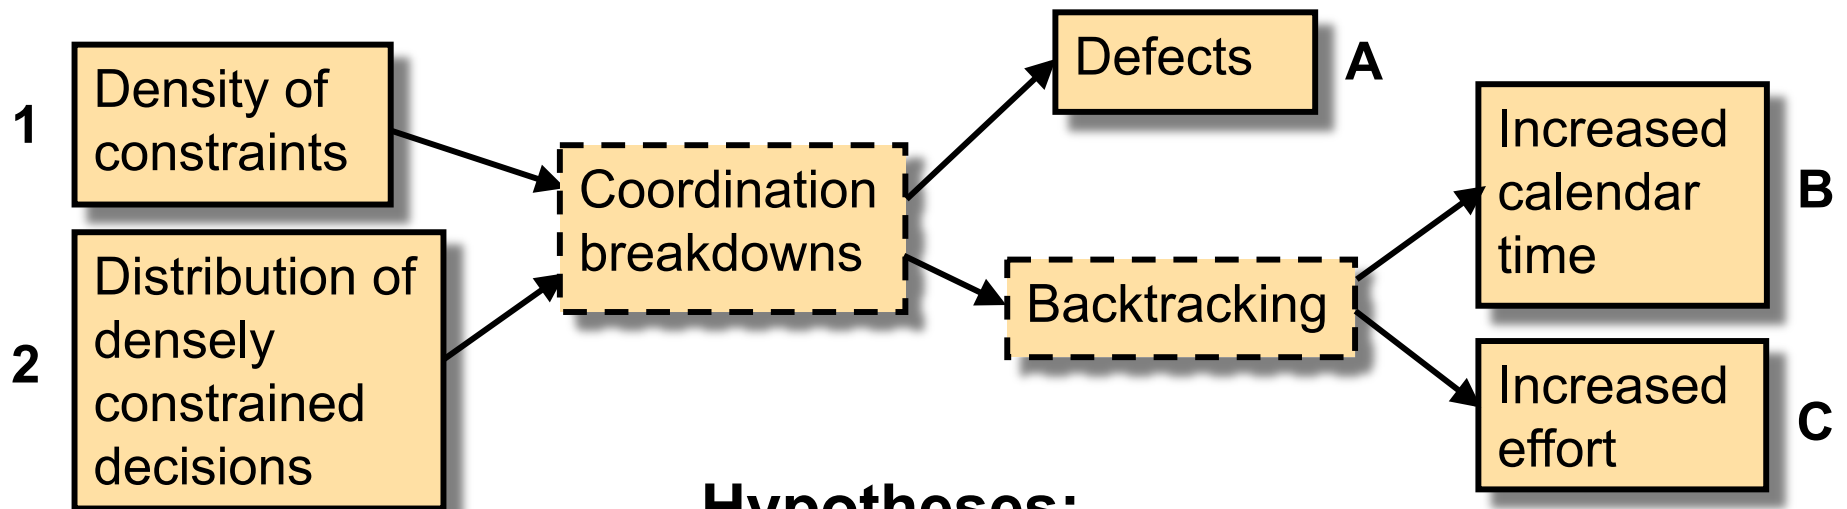 1
Density of
constraints
2
Distribution of
densely
constrained
decisions
Coordination
breakdowns
Defects
A
Backtracking
Increased
calendar
time
B
Increased
effort
C
Hypotheses: